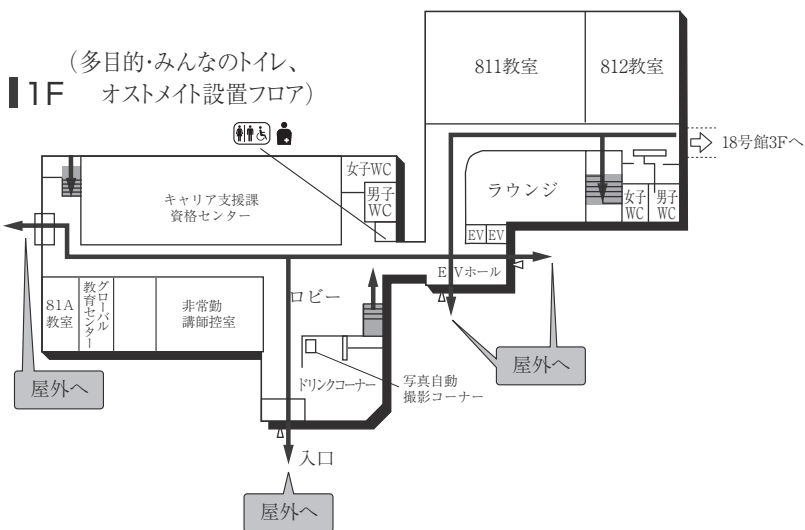 (多目的・みんなのトイレ、
1F オストメイト設置フロア)
811教室
812教室
18号館3Fへ
女子WC
男子
WC
キャリア支援課
資格センター
ラウンジ
女子
WC
男子
WC
EV
EV
EVホール
81A
教室
グローバル
教育センター
非常勤
講師控室
ロビー
ドリンクコーナー
写真自動
撮影コーナー
屋外へ
屋外へ
入口
屋外へ